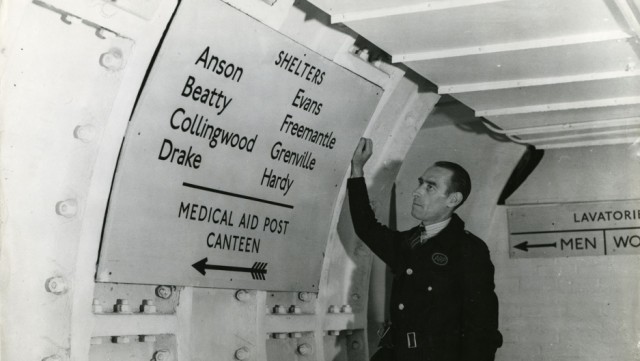 SHELTERS
Anson Evans
Beatty Freemantle
Collingwood Grenville
Drake Hardy
MEDICAL AID POST
CANTEEN
LAVATORIE
MEN WO